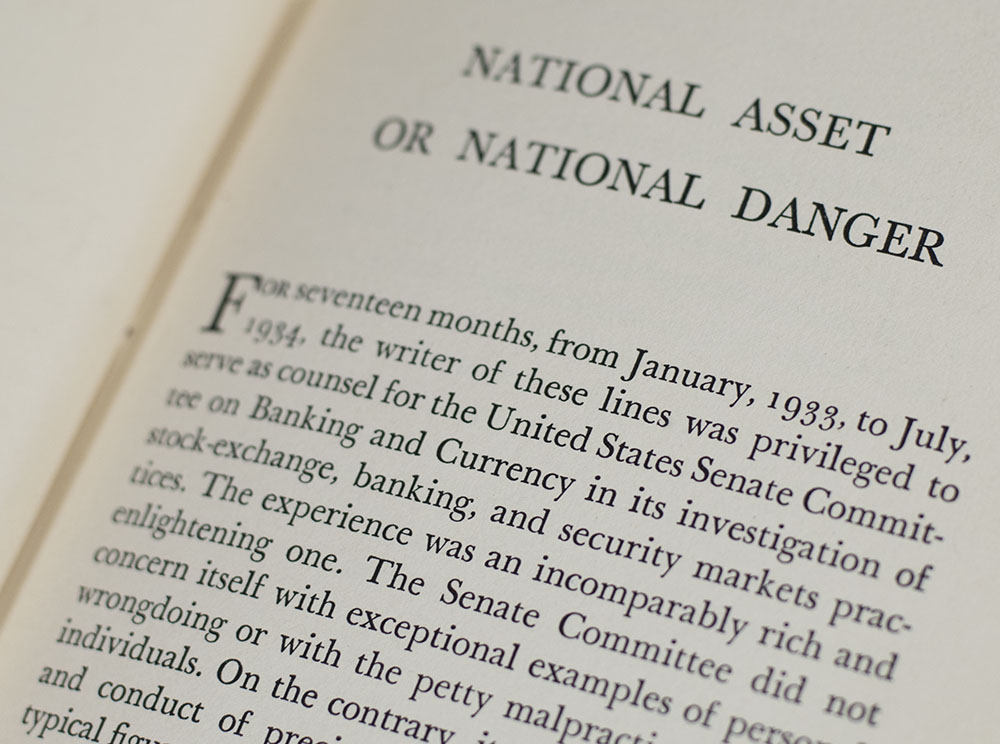 NATIONAL ASSET
OR NATIONAL DANGER
FOR seventeen months, from January, 1933, to July,
1934, the writer of these lines was privileged to
serve as counsel for the United States Senate Commit-
tee on Banking and Currency in its investigation of
stock-exchange, banking, and security markets prac-
tices. The experience was an incomparably rich and
enlightening one. The Senate Committee did not
concern itself with exceptional examples of
wrongdoing or with the petty
individuals. On the contrary
and conduct of
typical